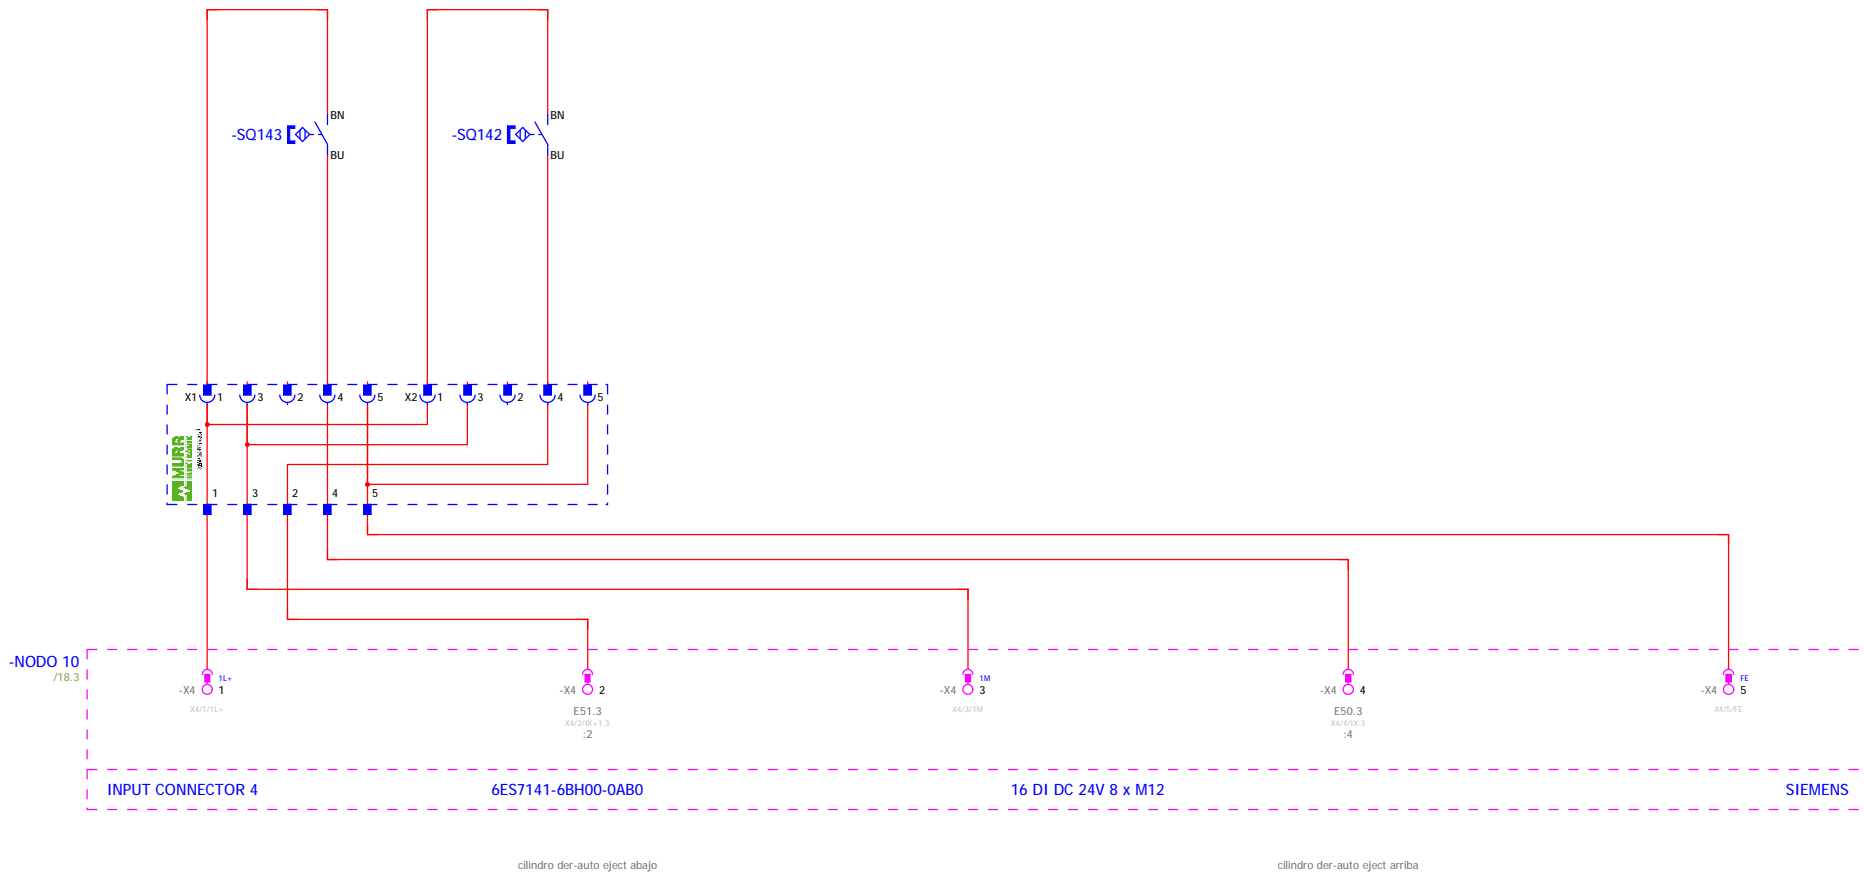 BN
BN
-SQ143
-SQ142
BU
BU
X1 1 3 2 4 5 X2 1 3 2 4 5
MURR
1 3 2 4 5
-NODO 10
/18.3
1L+ 1M FE
-X4 1 -X4 2 -X4 3 -X4 4 -X4 5
X4/1/1L+ X4/3/1M X4/5/FE
E51.3 E50.3
X4/2/IX+1.3 X4/4/IX.3
:2 :4
INPUT CONNECTOR 4 6ES7141-6BH00-0AB0 16 DI DC 24V 8 x M12 SIEMENS
cilindro der-auto eject abajo cilindro der-auto eject arriba